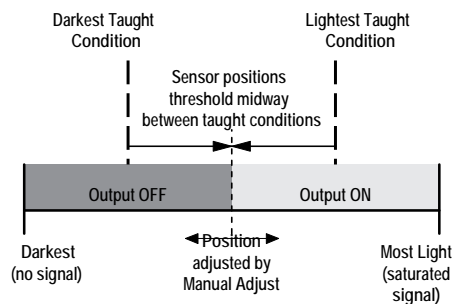 Darkest Taught
Condition
Lightest Taught
Condition
Sensor positions
threshold midway
between taught conditions
Output OFF
Output ON
Darkest
(no signal)
Position
adjusted by
Manual Adjust
Most Light
(saturated
signal)